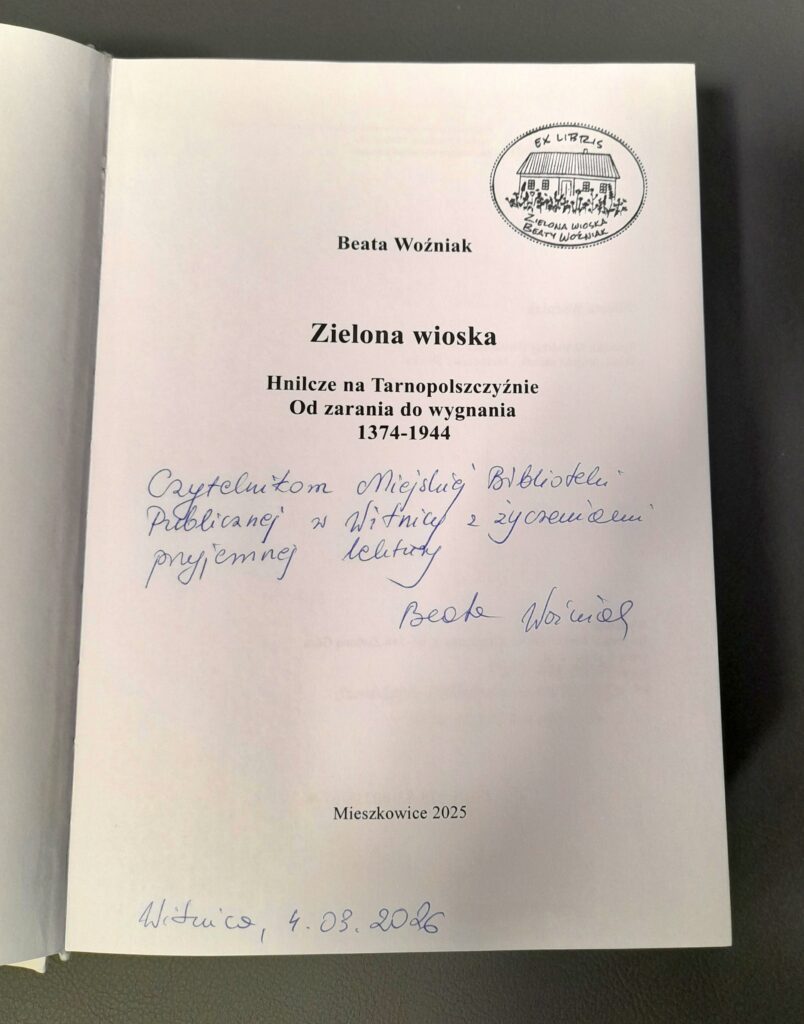 EX LIBRIS
ZIELONA WIOSKA
BEATY WOŹNIAK
Beata Woźniak
Zielona wioska
Hnilcze na Tarnopolszczyźnie
Od zarania do wygnania
1374-1944
Czytelnikom Miejskiej Biblioteki
Publicznej w Witnicy z życzeniami
przyjemnej lektury
Beata Woźniak
Mieszkowice 2025
Witnica, 4.03.2026